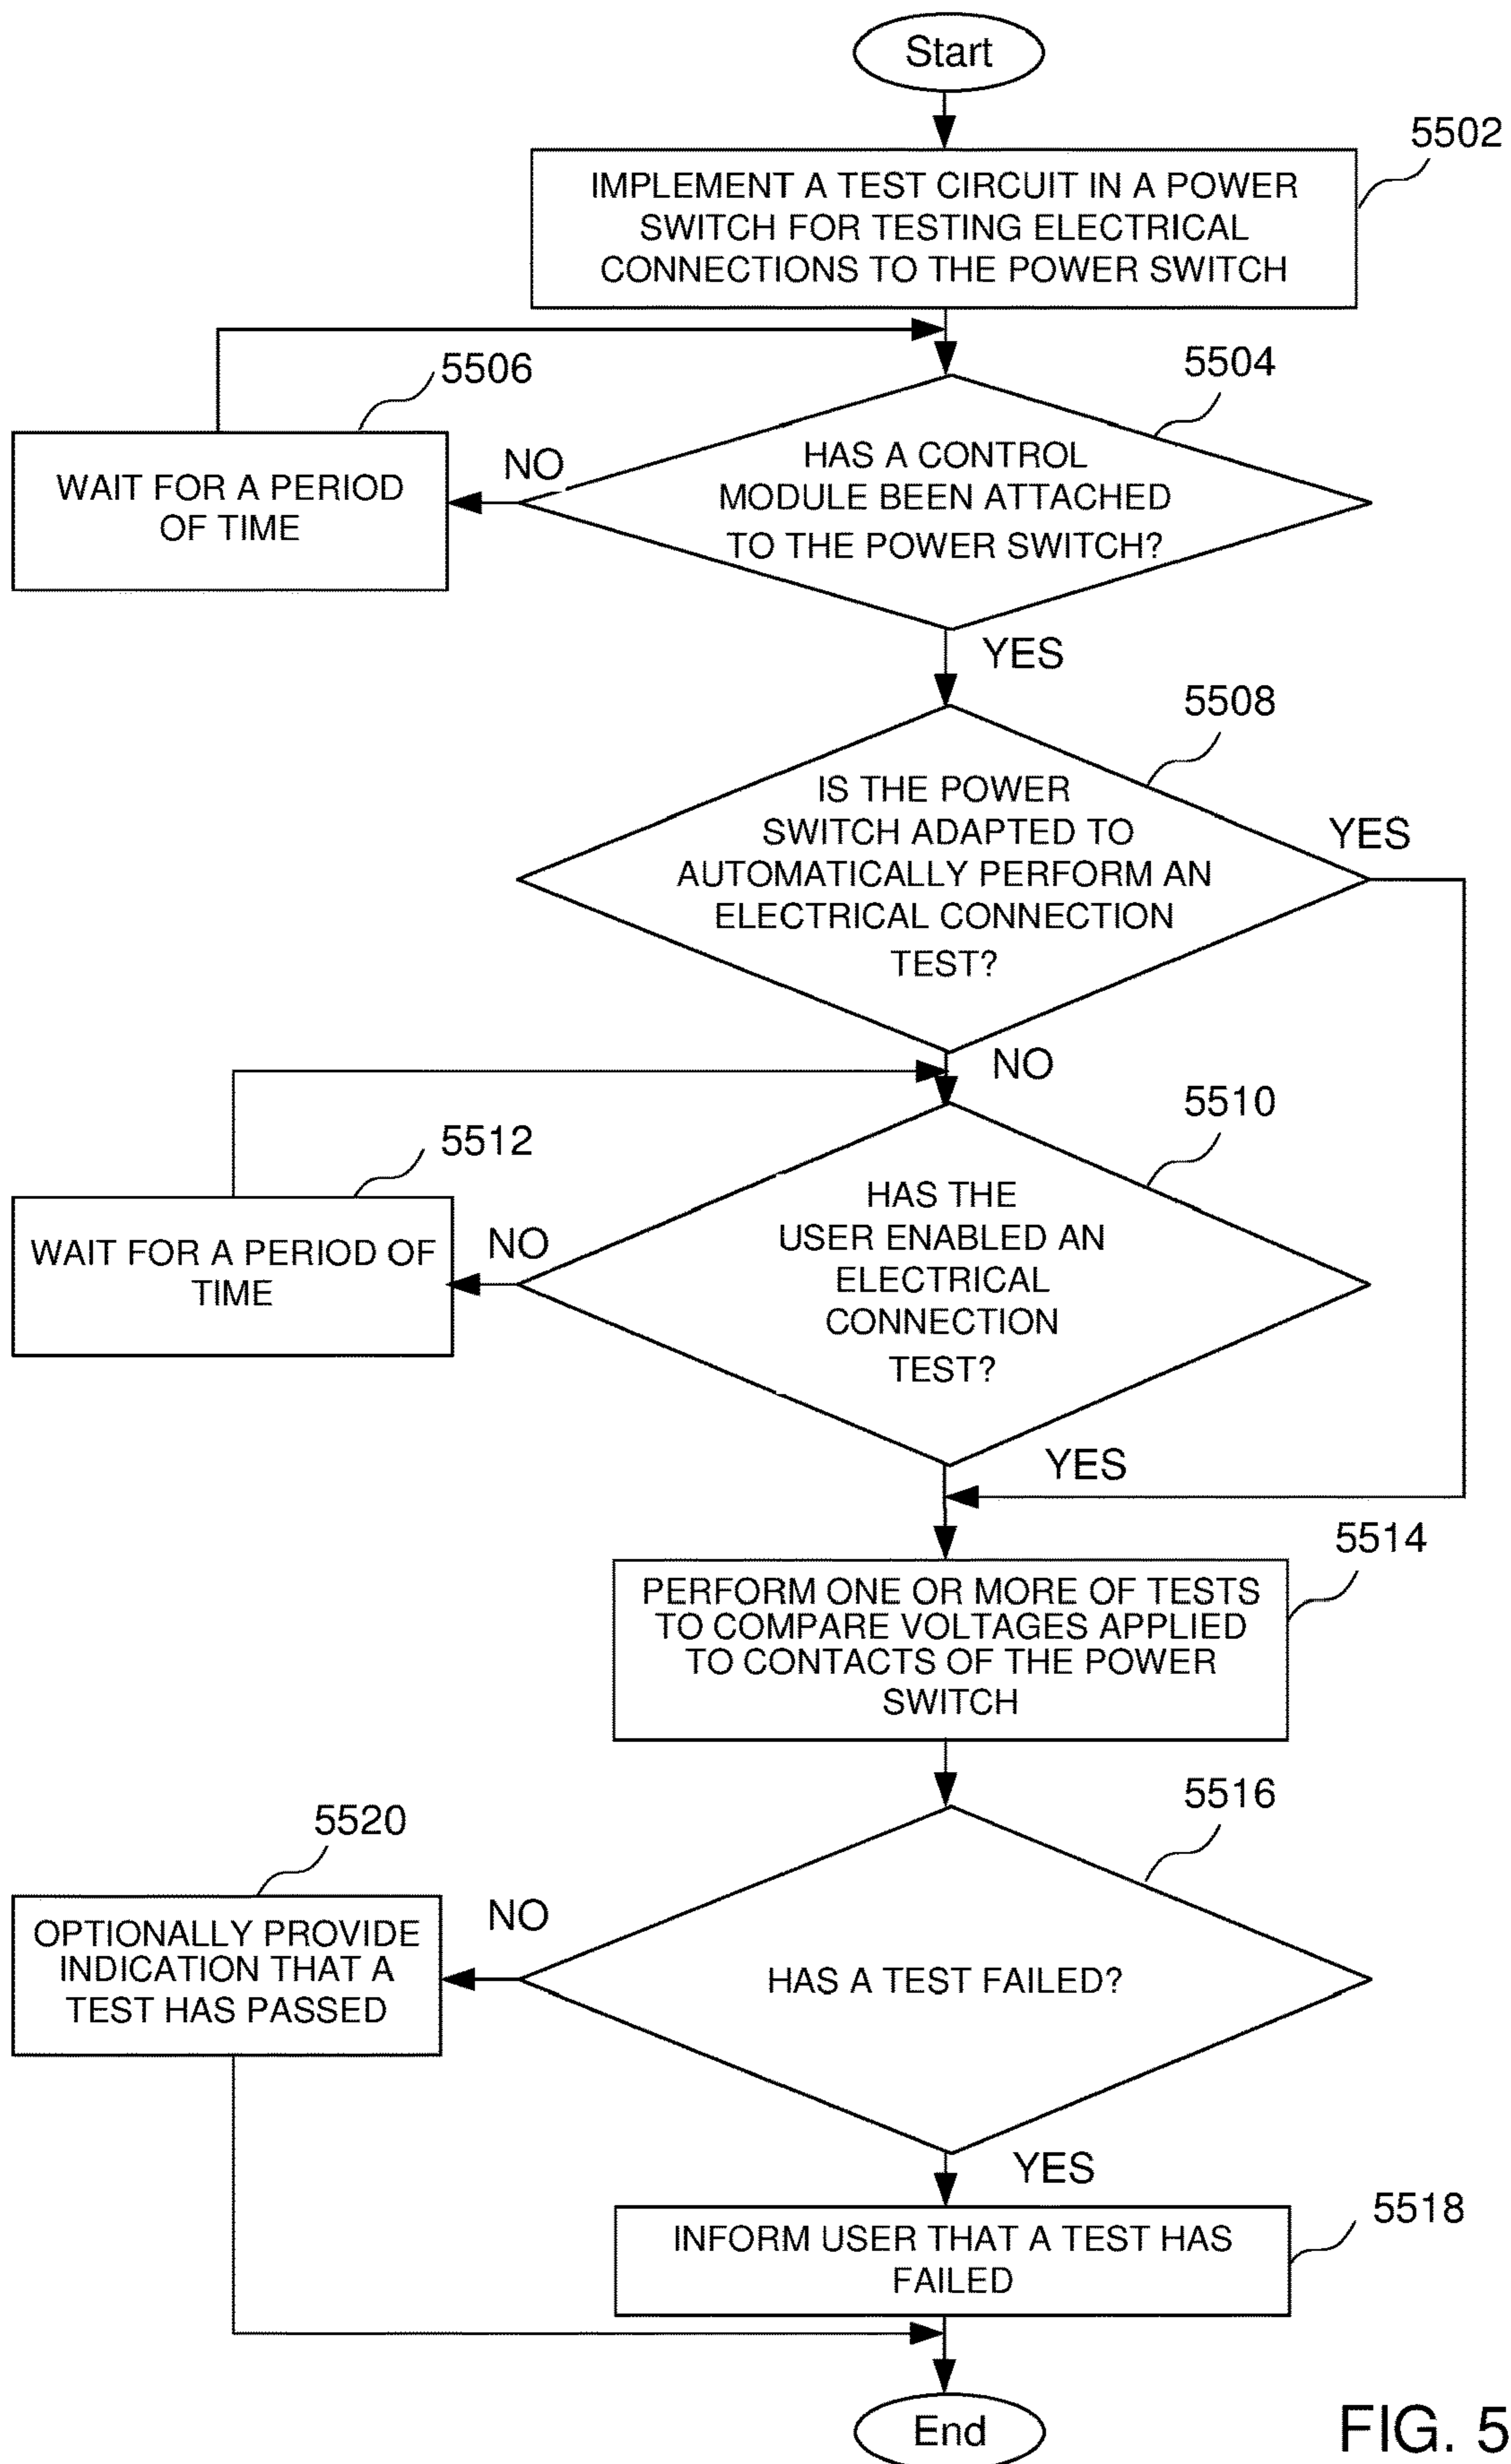 Start
5502
IMPLEMENT A TEST CIRCUIT IN A POWER
SWITCH FOR TESTING ELECTRICAL
CONNECTIONS TO THE POWER SWITCH
5506
5504
WAIT FOR A PERIOD
OF TIME
NO
HAS A CONTROL
MODULE BEEN ATTACHED
TO THE POWER SWITCH?
YES
5508
IS THE POWER
SWITCH ADAPTED TO
AUTOMATICALLY PERFORM AN
ELECTRICAL CONNECTION
TEST?
YES
NO
5510
5512
WAIT FOR A PERIOD OF
TIME
NO
HAS THE
USER ENABLED AN
ELECTRICAL
CONNECTION
TEST?
YES
5514
PERFORM ONE OR MORE OF TESTS
TO COMPARE VOLTAGES APPLIED
TO CONTACTS OF THE POWER
SWITCH
5516
5520
OPTIONALLY PROVIDE
INDICATION THAT A
TEST HAS PASSED
NO
HAS A TEST FAILED?
YES
5518
INFORM USER THAT A TEST HAS
FAILED
End
FIG. 5